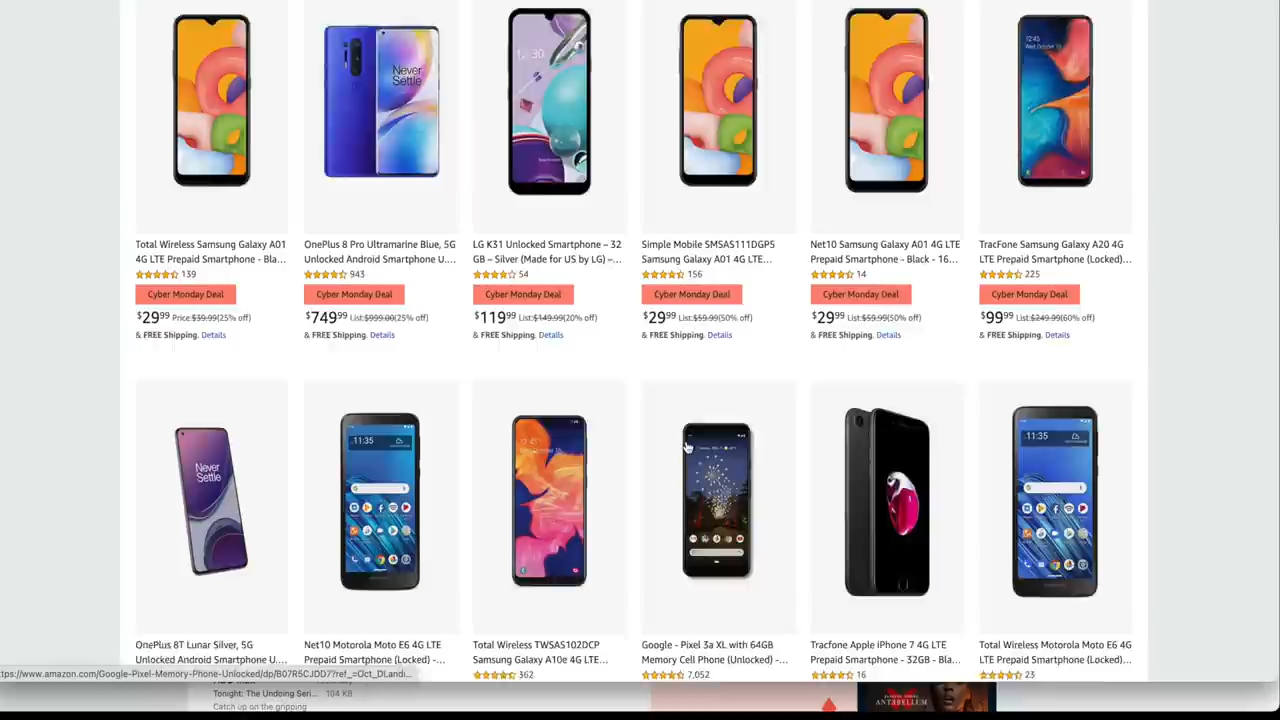 Never
Settle
12:30
12:45
Total Wireless Samsung Galaxy A01
4G LTE Prepaid Smartphone - Bla...
139
Cyber Monday Deal
$29.99 Price:$39.99(25% off)
& FREE Shipping. Details
OnePlus 8 Pro Ultramarine Blue, 5G
Unlocked Android Smartphone U....
943
Cyber Monday Deal
$749.99 List:$999.00(25% off)
& FREE Shipping. Details
LG K31 Unlocked Smartphone – 32
GB – Silver (Made for US by LG) –...
54
Cyber Monday Deal
$119.99 List:$149.99(20% off)
& FREE Shipping. Details
Simple Mobile SMSAS111DGP5
Samsung Galaxy A01 4G LTE...
156
Cyber Monday Deal
$29.99 List:$59.99(50% off)
& FREE Shipping. Details
Net10 Samsung Galaxy A01 4G LTE
Prepaid Smartphone - Black - 16...
14
Cyber Monday Deal
$29.99 List:$59.99(50% off)
& FREE Shipping. Details
TracFone Samsung Galaxy A20 4G
LTE Prepaid Smartphone (Locked)...
225
Cyber Monday Deal
$99.99 List:$249.99(60% off)
& FREE Shipping. Details
Never
Settle
11:35
12:45
11:35
OnePlus 8T Lunar Silver, 5G
Unlocked Android Smartphone U....
Net10 Motorola Moto E6 4G LTE
Prepaid Smartphone (Locked) -...
Total Wireless TWSAS102DCP
Samsung Galaxy A10e 4G LTE...
362
Google - Pixel 3a XL with 64GB
Memory Cell Phone (Unlocked) -...
7,052
Tracfone Apple iPhone 7 4G LTE
Prepaid Smartphone - 32GB - Bla...
16
Total Wireless Motorola Moto E6 4G
LTE Prepaid Smartphone (Locked)...
23
tps://www.amazon.com/Google-Pixel-Memory-Phone-Unlocked/dp/B07R5CJDD7?ref_=Oct_DLandi...
Tonight: The Undoing Seri... 104 KB
Catch up on the gripping
ANTEBELLUM